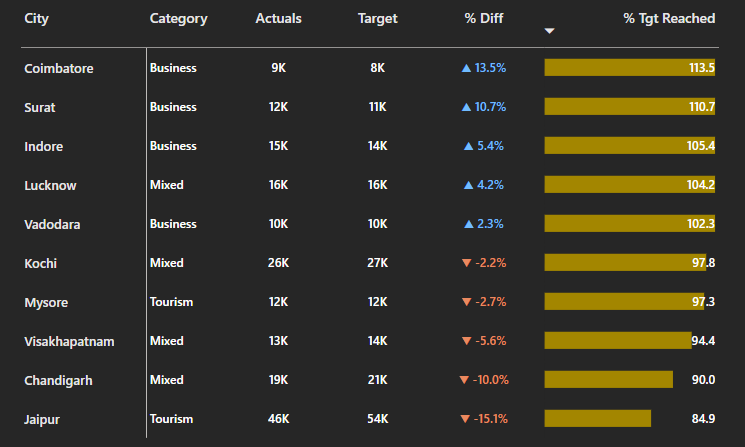 City Category Actuals Target % Diff % Tgt Reached
Coimbatore Business 9K 8K ▲ 13.5% 113.5
Surat Business 12K 11K ▲ 10.7% 110.7
Indore Business 15K 14K ▲ 5.4% 105.4
Lucknow Mixed 16K 16K ▲ 4.2% 104.2
Vadodara Business 10K 10K ▲ 2.3% 102.3
Kochi Mixed 26K 27K ▼ -2.2% 97.8
Mysore Tourism 12K 12K ▼ -2.7% 97.3
Visakhapatnam Mixed 13K 14K ▼ -5.6% 94.4
Chandigarh Mixed 19K 21K ▼ -10.0% 90.0
Jaipur Tourism 46K 54K ▼ -15.1% 84.9